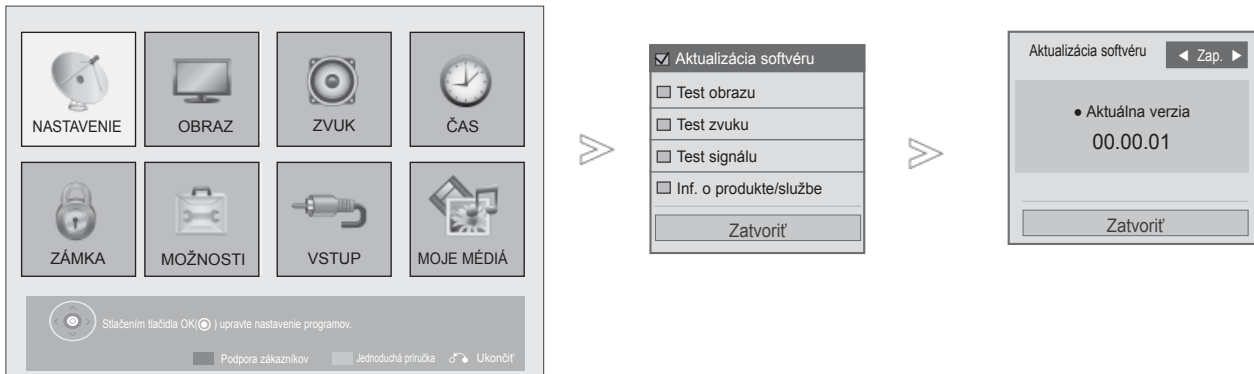 NASTAVENIE
OBRAZ
ZVUK
ČAS
ZÁMKA
MOŽNOSTI
VSTUP
MOJE MÉDIÁ
Stlačením tlačidla OK(◉) upravte nastavenie programov.
Podpora zákazníkov Jednoduchá príručka Ukončiť
Aktualizácia softvéru
Test obrazu
Test zvuku
Test signálu
Inf. o produkte/službe
Zatvoriť
Aktualizácia softvéru ◀ Zap. ▶
● Aktuálna verzia
00.00.01
Zatvoriť